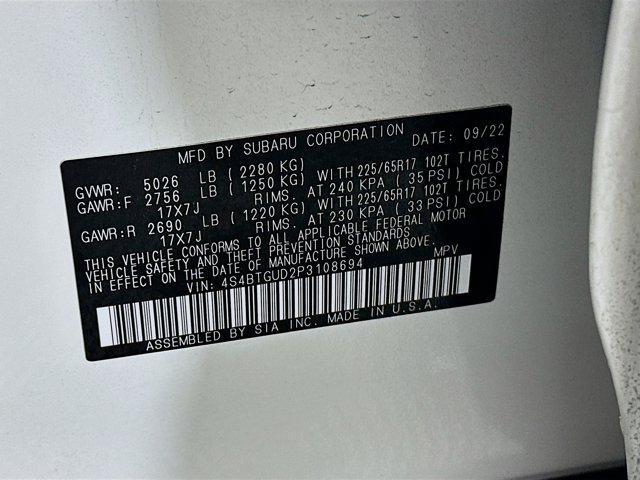 MFD BY SUBARU CORPORATION DATE: 09/22
GVWR: 5026 LB (2280 KG)
GAWR:F 2756 LB (1250 KG) WITH 225/65R17 102T TIRES.
17X7J RIMS. AT 240 KPA (35 PSI) COLD
GAWR:R 2690 LB (1220 KG) WITH 225/65R17 102T TIRES.
17X7J RIMS. AT 230 KPA (33 PSI) COLD
THIS VEHICLE CONFORMS TO ALL APPLICABLE FEDERAL MOTOR
VEHICLE SAFETY AND THEFT PREVENTION STANDARDS
IN EFFECT ON THE DATE OF MANUFACTURE SHOWN ABOVE.
VIN: 4S4BTGUD2P3108694 MPV
ASSEMBLED BY SIA INC. MADE IN U.S.A.